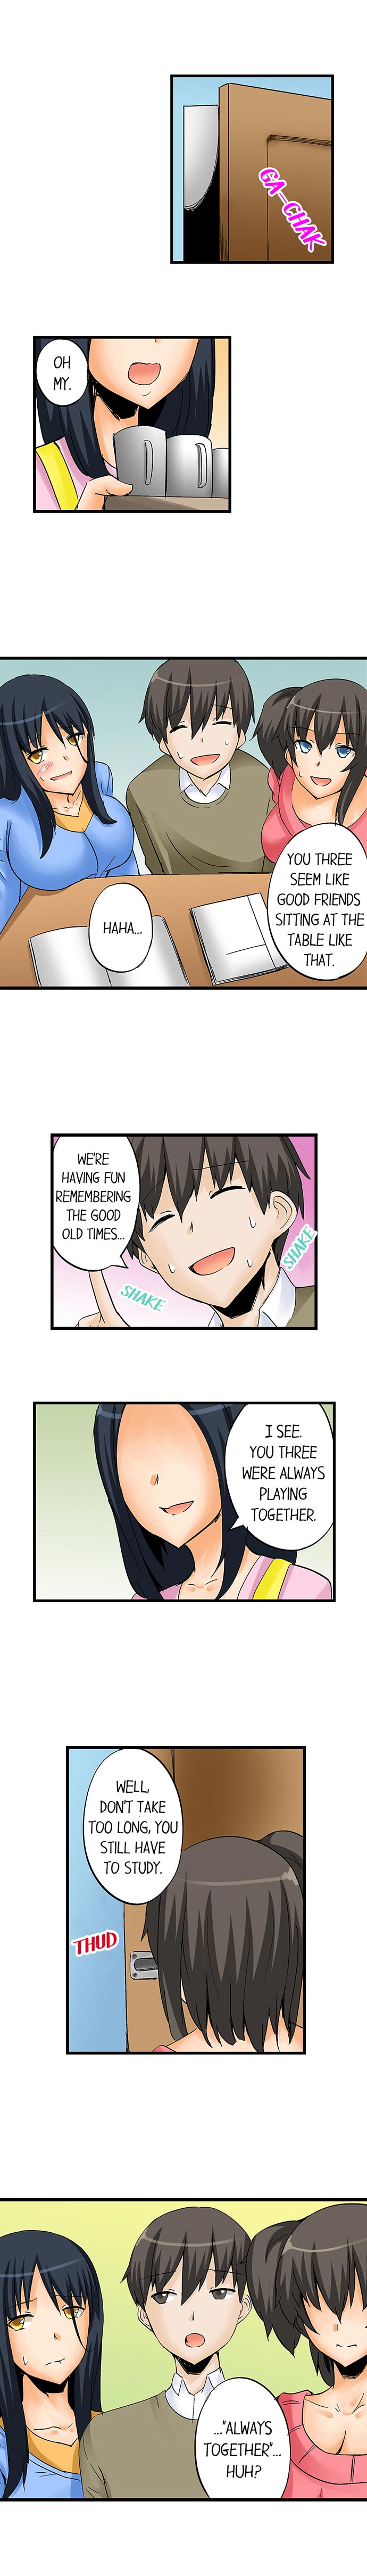 GA-CHAK
OH
MY.
YOU THREE
SEEM LIKE
GOOD FRIENDS
SITTING AT THE
TABLE LIKE
THAT.
HAHA...
WE'RE
HAVING FUN
REMEMBERING
THE GOOD
OLD TIMES...
SHAKE
SHAKE
I SEE.
YOU THREE
WERE ALWAYS
PLAYING
TOGETHER.
WELL,
DON'T TAKE
TOO LONG, YOU
STILL HAVE
TO STUDY.
THUD
..."ALWAYS
TOGETHER"...
HUH?